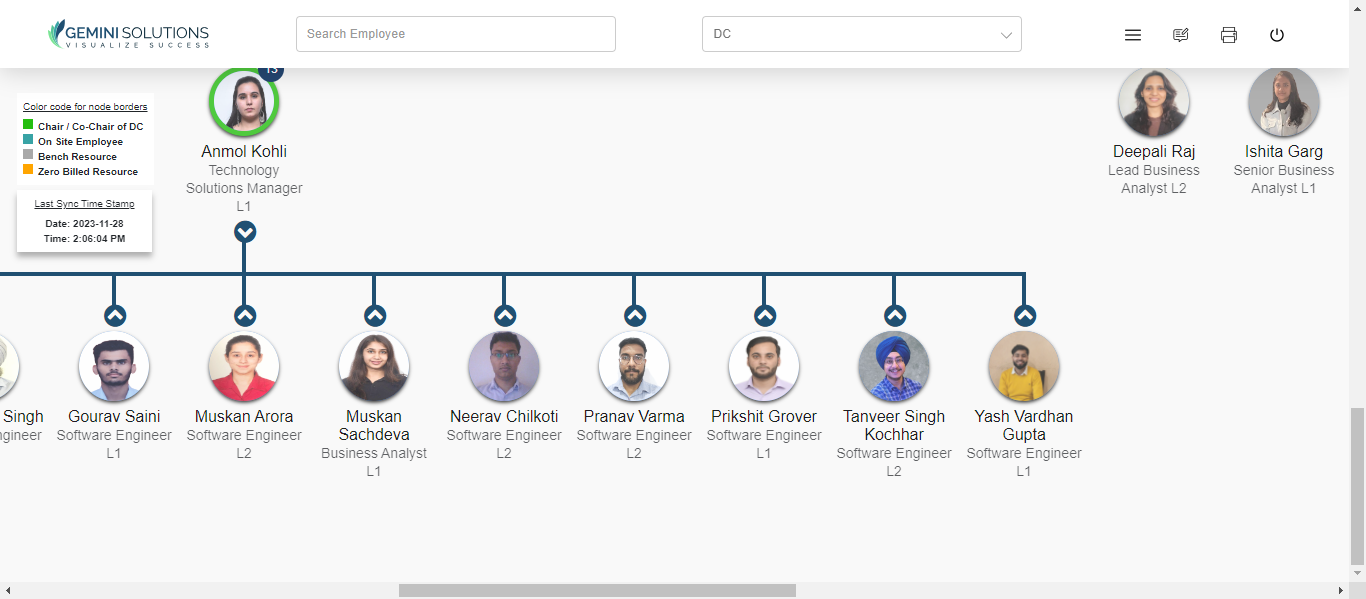 GEMINI SOLUTIONS
VISUALIZE SUCCESS
Search Employee
DC
Color code for node borders
Chair / Co-Chair of DC
On Site Employee
Bench Resource
Zero Billed Resource
Last Sync Time Stamp
Date: 2023-11-28
Time: 2:06:04 PM
13
Anmol Kohli
Technology
Solutions Manager
L1
Deepali Raj
Lead Business
Analyst L2
Ishita Garg
Senior Business
Analyst L1
Singh
ngineer
Gourav Saini
Software Engineer
L1
Muskan Arora
Software Engineer
L2
Muskan
Sachdeva
Business Analyst
L1
Neerav Chilkoti
Software Engineer
L2
Pranav Varma
Software Engineer
L2
Prikshit Grover
Software Engineer
L1
Tanveer Singh
Kochhar
Software Engineer
L2
Yash Vardhan
Gupta
Software Engineer
L1